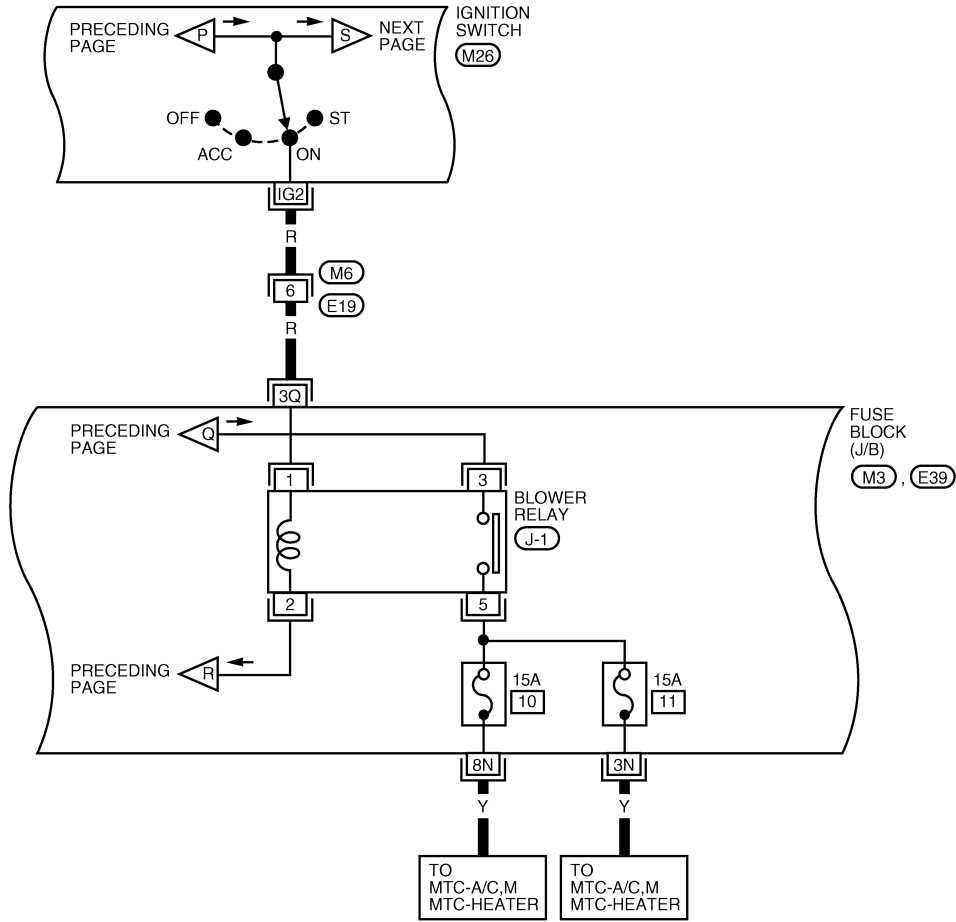 PRECEDING
PAGE
P
S
NEXT
PAGE
IGNITION
SWITCH
M26
OFF
ACC
ON
ST
IG2
R
M6
6
E19
R
3Q
PRECEDING
PAGE
Q
FUSE
BLOCK
(J/B)
M3 , E39
1
3
BLOWER
RELAY
J-1
2
5
PRECEDING
PAGE
R
15A
10
15A
11
8N
3N
Y
Y
TO
MTC-A/C,M
MTC-HEATER
TO
MTC-A/C,M
MTC-HEATER